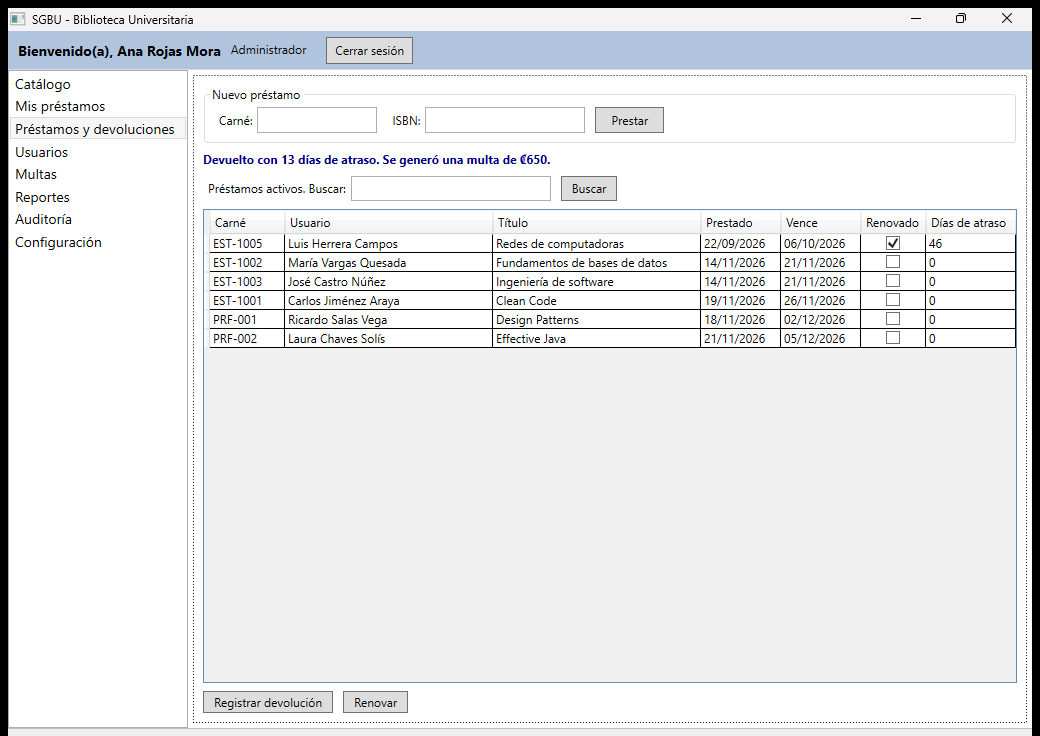 SGBU - Biblioteca Universitaria
Bienvenido(a), Ana Rojas Mora Administrador Cerrar sesión
Catálogo
Mis préstamos
Préstamos y devoluciones
Usuarios
Multas
Reportes
Auditoría
Configuración
Nuevo préstamo
Carné: ISBN: Prestar
Devuelto con 13 días de atraso. Se generó una multa de ₡650.
Préstamos activos. Buscar: Buscar
Carné Usuario Título Prestado Vence Renovado Días de atraso
EST-1005 Luis Herrera Campos Redes de computadoras 22/09/2026 06/10/2026 46
EST-1002 María Vargas Quesada Fundamentos de bases de datos 14/11/2026 21/11/2026 0
EST-1003 José Castro Núñez Ingeniería de software 14/11/2026 21/11/2026 0
EST-1001 Carlos Jiménez Araya Clean Code 19/11/2026 26/11/2026 0
PRF-001 Ricardo Salas Vega Design Patterns 18/11/2026 02/12/2026 0
PRF-002 Laura Chaves Solís Effective Java 21/11/2026 05/12/2026 0
Registrar devolución Renovar